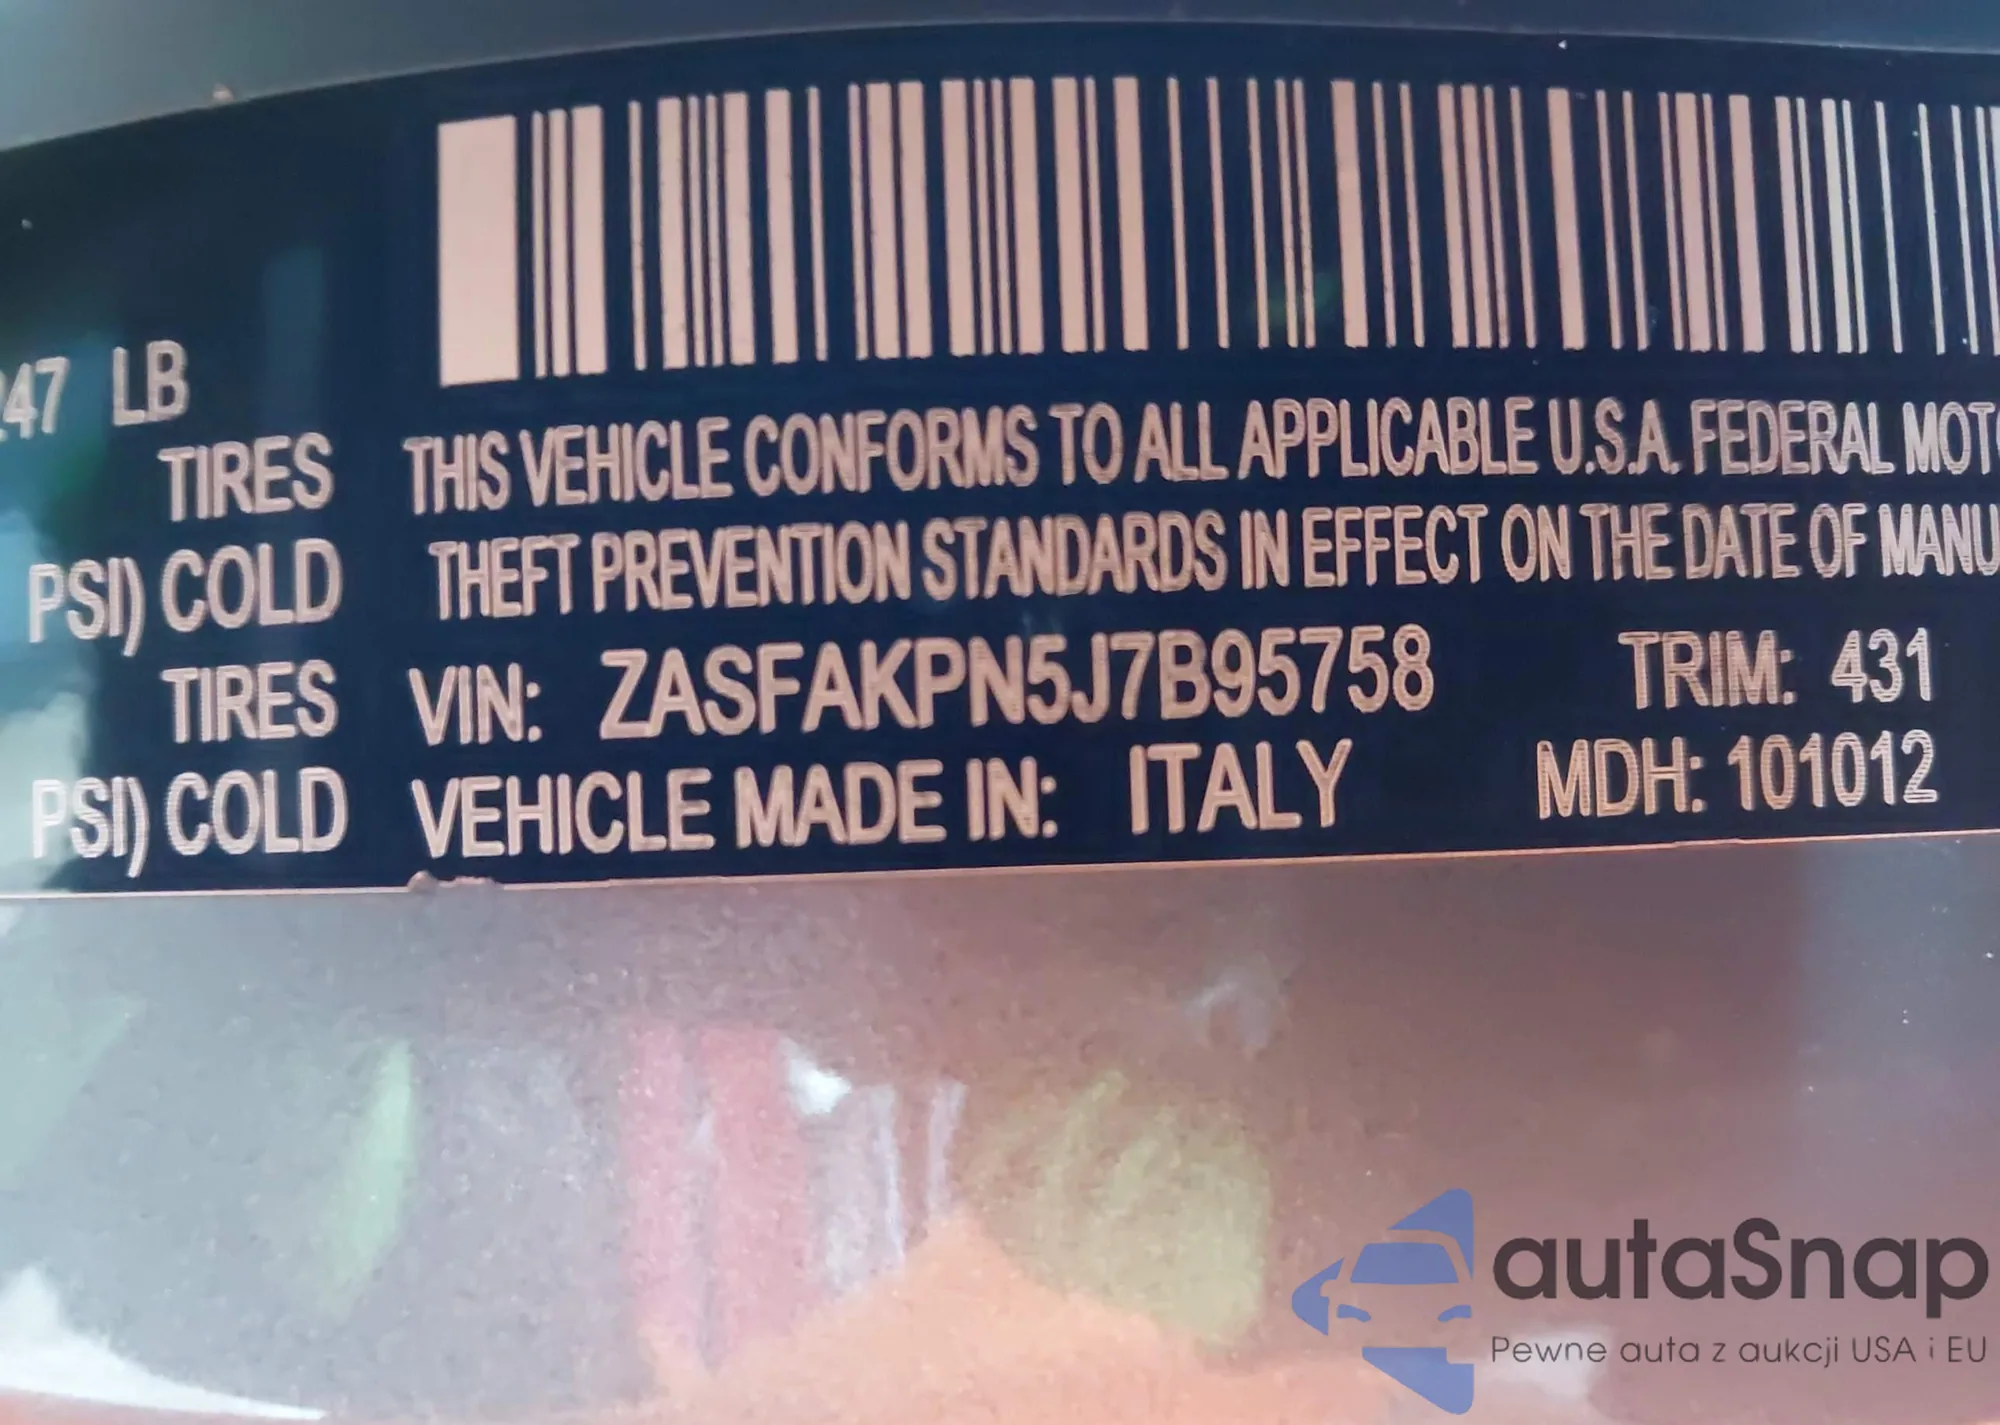 247 LB
TIRES THIS VEHICLE CONFORMS TO ALL APPLICABLE U.S.A. FEDERAL MOT
PSI) COLD THEFT PREVENTION STANDARDS IN EFFECT ON THE DATE OF MANU
TIRES VIN: ZASFAKPN5J7B95758 TRIM: 431
PSI) COLD VEHICLE MADE IN: ITALY MDH: 101012
autaSnap
Pewne auta z aukcji USA i EU